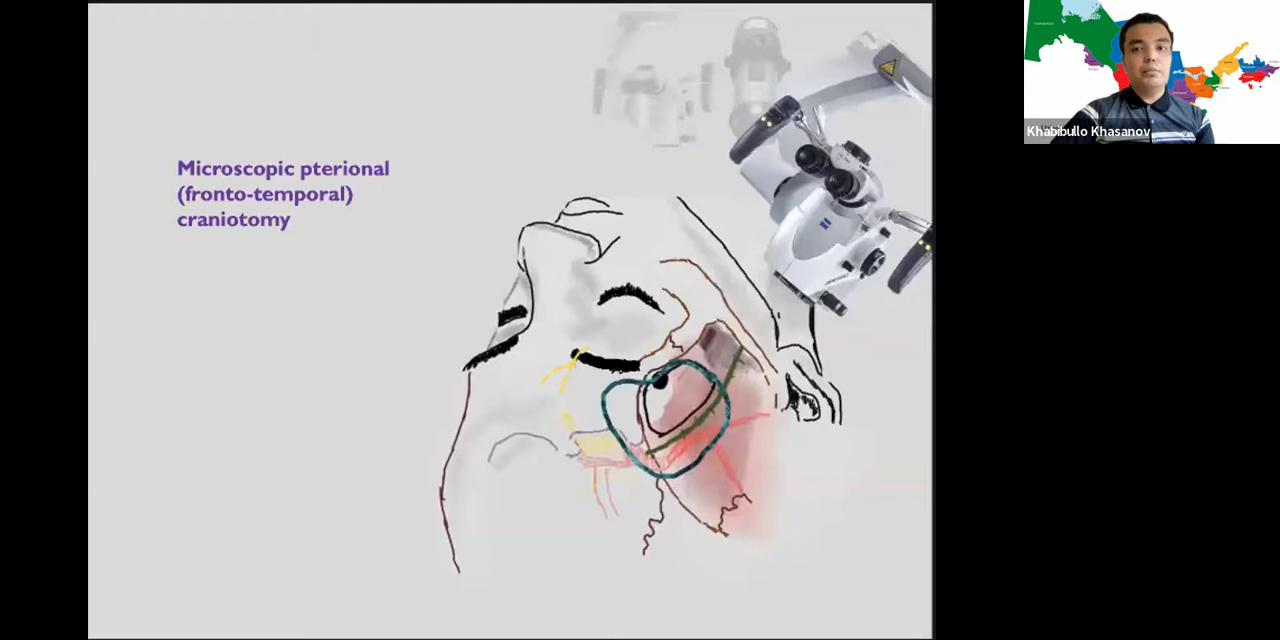 Microscopic pterional
(fronto-temporal)
craniotomy
Khabibullo Khasanov